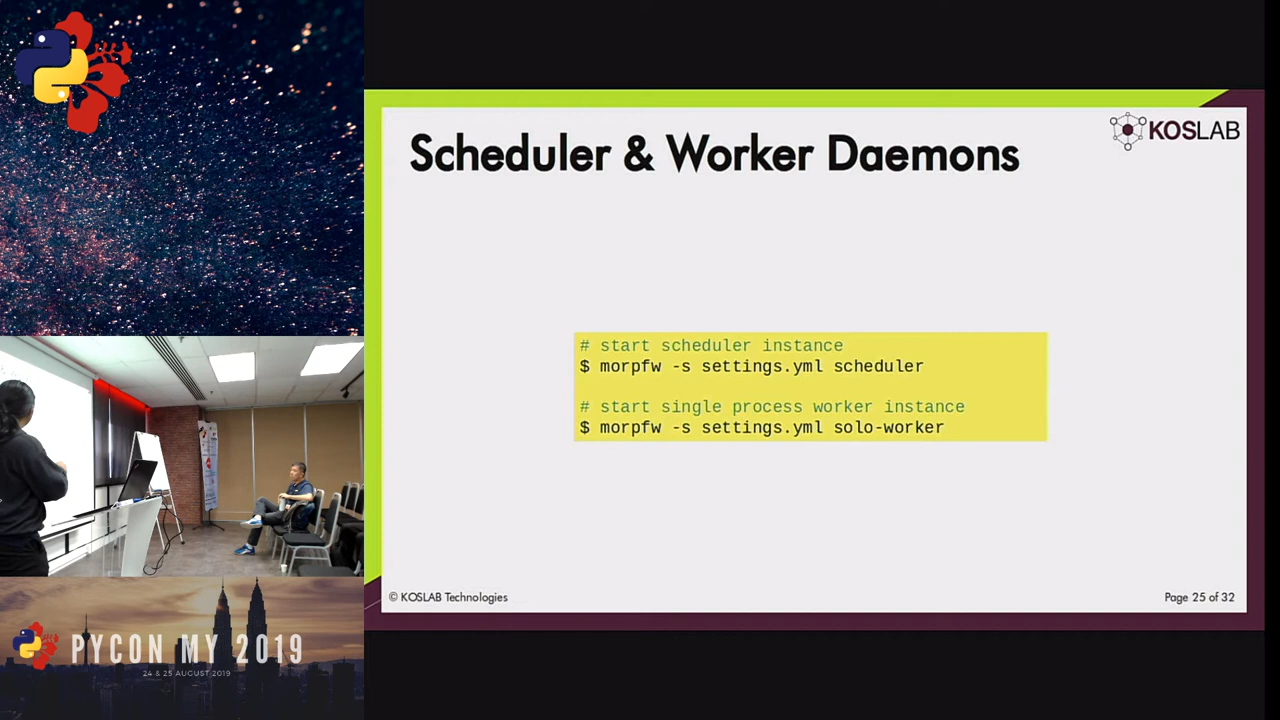 KOSLAB
Scheduler & Worker Daemons
# start scheduler instance
$ morpfw -s settings.yml scheduler
# start single process worker instance
$ morpfw -s settings.yml solo-worker
© KOSLAB Technologies
Page 25 of 32
PYCON MY 2019
24 & 25 AUGUST 2019